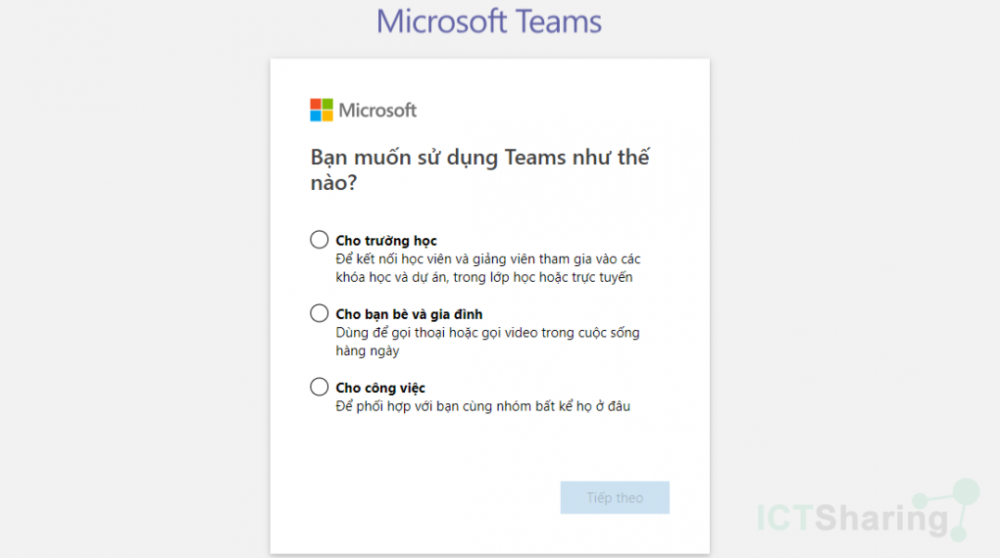 Microsoft Teams
Microsoft
Bạn muốn sử dụng Teams như thế
nào?
Cho trường học
Để kết nối học viên và giảng viên tham gia vào các
khóa học và dự án, trong lớp học hoặc trực tuyến
Cho bạn bè và gia đình
Dùng để gọi thoại hoặc gọi video trong cuộc sống
hàng ngày
Cho công việc
Để phối hợp với bạn cùng nhóm bất kể họ ở đâu
Tiếp theo
ICTSharing